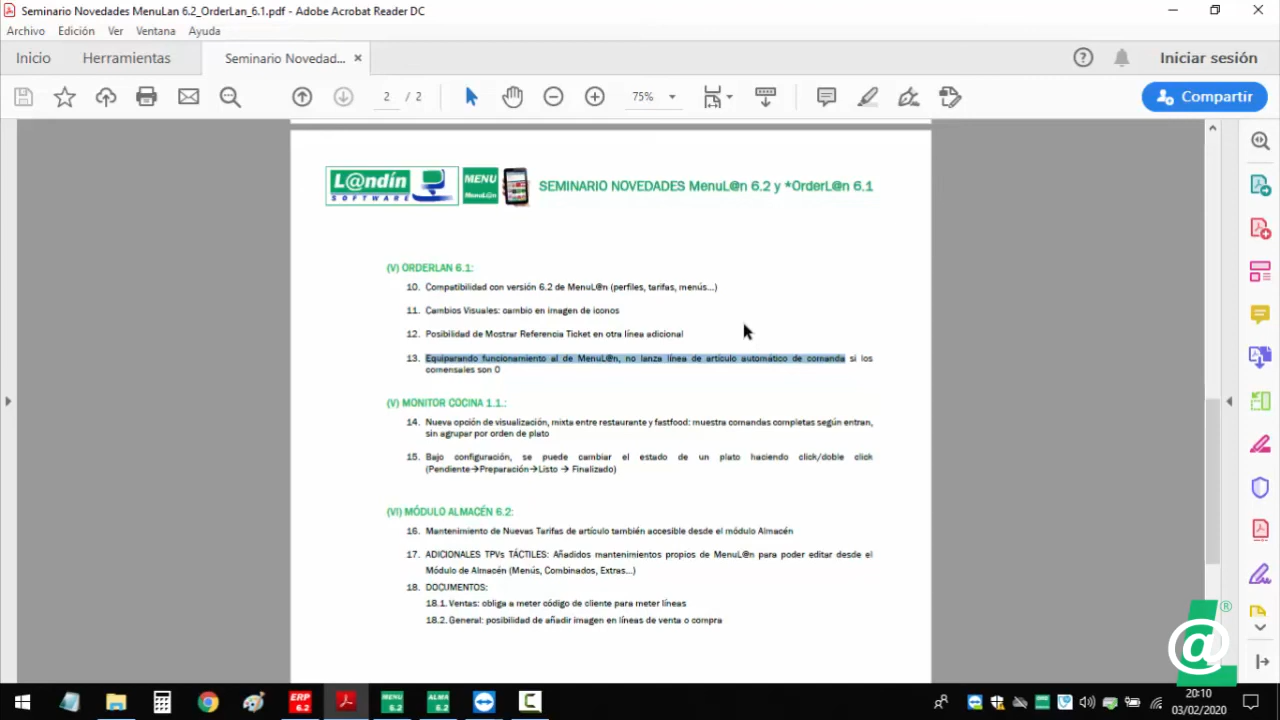 Seminario Novedades MenuLan 6.2_OrderLan_6.1.pdf - Adobe Acrobat Reader DC
Archivo Edición Ver Ventana Ayuda
Inicio Herramientas Seminario Novedad... × Iniciar sesión
2 / 2 75% Compartir
L@ndín SOFTWARE MENU MenuL@n SEMINARIO NOVEDADES MenuL@n 6.2 y *OrderL@n 6.1
(V) ORDERLAN 6.1:
10. Compatibilidad con versión 6.2 de MenuL@n (perfiles, tarifas, menús...)
11. Cambios Visuales: cambio en imagen de iconos
12. Posibilidad de Mostrar Referencia Ticket en otra línea adicional
13. Equiparando funcionamiento al de MenuL@n, no lanza línea de artículo automático de comanda si los
comensales son 0
(V) MONITOR COCINA 1.1.:
14. Nueva opción de visualización, mixta entre restaurante y fastfood: muestra comandas completas según entran,
sin agrupar por orden de plato
15. Bajo configuración, se puede cambiar el estado de un plato haciendo click/doble click
(Pendiente→Preparación→Listo → Finalizado)
(VI) MÓDULO ALMACÉN 6.2:
16. Mantenimiento de Nuevas Tarifas de artículo también accesible desde el módulo Almacén
17. ADICIONALES TPVs TÁCTILES: Añadidos mantenimientos propios de MenuL@n para poder editar desde el
Módulo de Almacén (Menús, Combinados, Extras...)
18. DOCUMENTOS:
18.1. Ventas: obliga a meter código de cliente para meter líneas
18.2. General: posibilidad de añadir imagen en líneas de venta o compra
@ ®
ERP 6.2 MENU 6.2 ALMA 6.2
20:10
03/02/2020